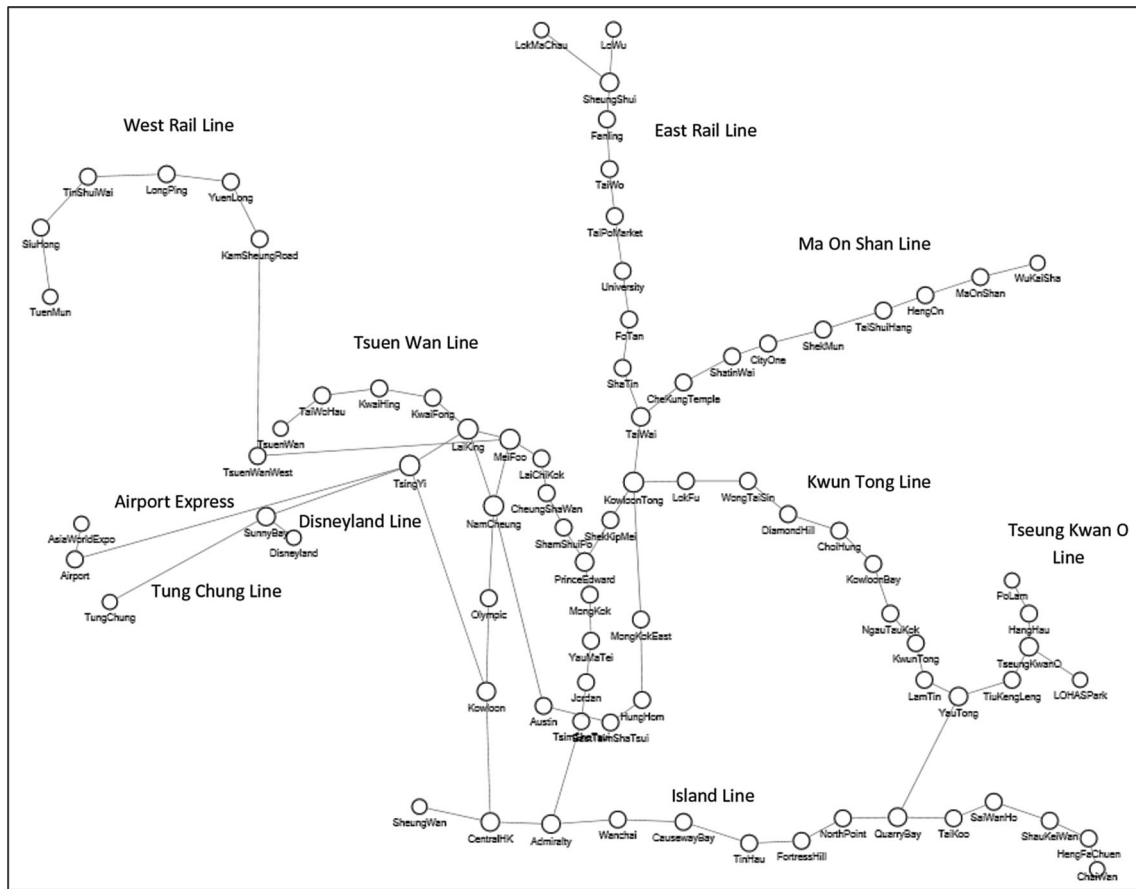 LokMaChau
LoWu
SheungShui
West Rail Line
Fanling
East Rail Line
TinShuiWai
LongPing
YuenLong
TaiWo
TaiPoMarket
SiuHong
KamSheungRoad
Ma On Shan Line
University
WuKaiSha
MaOnShan
TuenMun
HengOn
TaiShuiHang
FoTan
ShekMun
Tsuen Wan Line
CityOne
ShatinWai
ShaTin
CheKungTemple
KwaiHing
TaiWoHau
KwaiFong
TsuenWan
LaiKing
MeiFoo
TaiWai
TsuenWanWest
LaiChiKok
TsingYi
KowloonTong
LokFu
WongTaiSin
Kwun Tong Line
Airport Express
CheungShaWan
NamCheung
DiamondHill
Disneyland Line
SunnyBay
AsiaWorldExpo
ShekKipMei
ShamShuiPo
ChoiHung
Tseung Kwan O
Line
Disneyland
Airport
PrinceEdward
KowloonBay
Tung Chung Line
TungChung
PoLam
Olympic
MongKok
MongKokEast
NgauTauKok
HangHau
YauMaTei
KwunTong
TseungKwanO
Jordan
LamTin
TiuKengLeng
LOHASPark
Kowloon
YauTong
Austin
HungHom
Island Line
SheungWan
CentralHK
Admiralty
Wanchai
CausewayBay
TinHau
FortressHill
NorthPoint
QuarryBay
TaiKoo
SaiWanHo
ShauKeiWan
HengFaChuen
ChaiWan